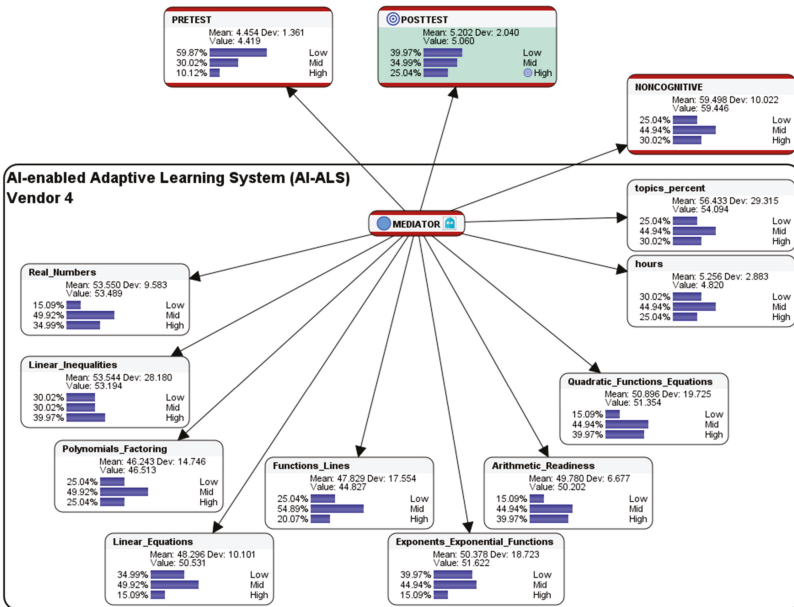 PRETEST
Mean: 4.454 Dev: 1.361
Value: 4.419
59.87% Low
30.02% Mid
10.12% High
POSTTEST
Mean: 5.202 Dev: 2.040
Value: 5.060
39.97% Low
34.99% Mid
25.04% High
NONCOGNITIVE
Mean: 59.498 Dev: 10.022
Value: 59.446
25.04% Low
44.94% Mid
30.02% High
AI-enabled Adaptive Learning System (AI-ALS)
Vendor 4
MEDIATOR
topics_percent
Mean: 56.433 Dev: 29.315
Value: 54.094
25.04% Low
44.94% Mid
30.02% High
hours
Mean: 5.256 Dev: 2.883
Value: 4.820
30.02% Low
44.94% Mid
25.04% High
Real_Numbers
Mean: 53.550 Dev: 9.583
Value: 53.489
15.09% Low
49.92% Mid
34.99% High
Linear_Inequalities
Mean: 53.544 Dev: 28.180
Value: 53.194
30.02% Low
30.02% Mid
39.97% High
Quadratic_Functions_Equations
Mean: 50.896 Dev: 19.725
Value: 51.354
15.09% Low
44.94% Mid
39.97% High
Polynomials_Factoring
Mean: 46.243 Dev: 14.746
Value: 46.513
25.04% Low
49.92% Mid
25.04% High
Functions_Lines
Mean: 47.829 Dev: 17.554
Value: 44.827
25.04% Low
54.89% Mid
20.07% High
Arithmetic_Readiness
Mean: 49.780 Dev: 6.677
Value: 50.202
15.09% Low
44.94% Mid
39.97% High
Linear_Equations
Mean: 48.296 Dev: 10.101
Value: 50.531
34.99% Low
49.92% Mid
15.09% High
Exponents_Exponential_Functions
Mean: 50.378 Dev: 18.723
Value: 51.622
39.97% Low
44.94% Mid
15.09% High